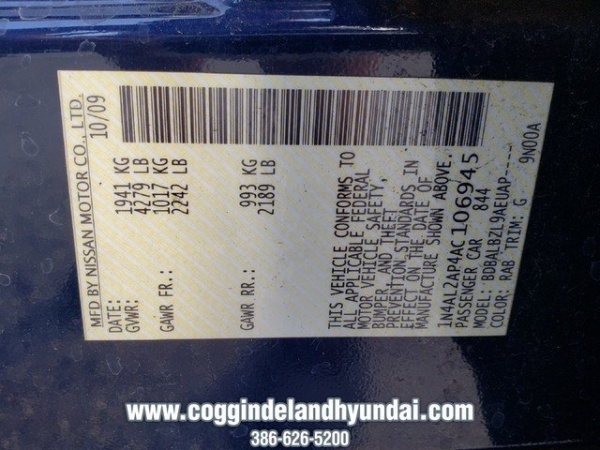 MFD BY NISSAN MOTOR CO., LTD.
DATE: 10/09
GVWR: 1941 KG
4279 LB
GAWR FR: 1017 KG
2242 LB
GAWR RR: 993 KG
2189 LB
THIS VEHICLE CONFORMS TO
ALL APPLICABLE FEDERAL
MOTOR VEHICLE SAFETY,
BUMPER, AND THEFT
PREVENTION STANDARDS IN
EFFECT ON THE DATE OF
MANUFACTURE SHOWN ABOVE.
1N4AL2AP4AC106945
PASSENGER CAR 844
MODEL: BDBALBZL9AEUAP----
COLOR: RAB TRIM: G 9N00A
www.coggindelandhyundai.com
386-626-5200